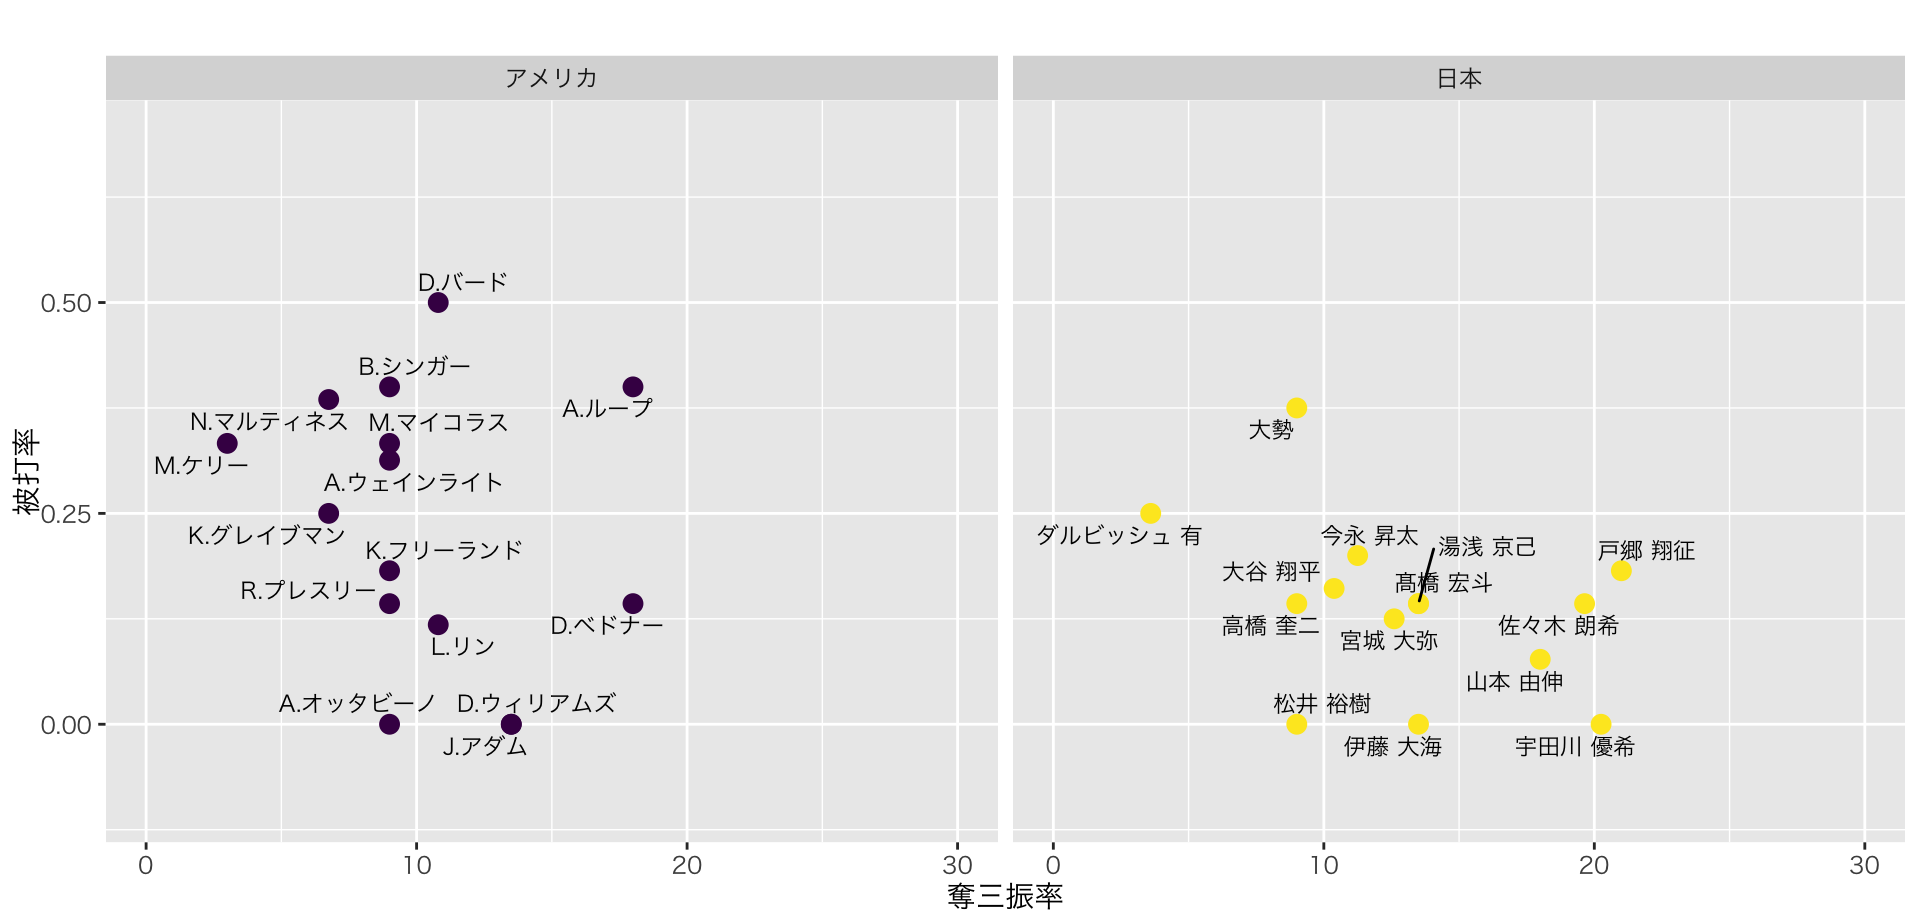 アメリカ
日本
被打率
0.50
0.25
0.00
D.バード
B.シンガー
A.ループ
N.マルティネス
M.マイコラス
M.ケリー
A.ウェインライト
K.グレイブマン
K.フリーランド
R.プレスリー
D.ベドナー
L.リン
A.オッタビーノ
D.ウィリアムズ
J.アダム
大勢
ダルビッシュ 有
今永 昇太
湯浅 京己
戸郷 翔征
大谷 翔平
髙橋 宏斗
高橋 奎二
宮城 大弥
佐々木 朗希
山本 由伸
松井 裕樹
伊藤 大海
宇田川 優希
0
10
20
30
0
10
20
30
奪三振率